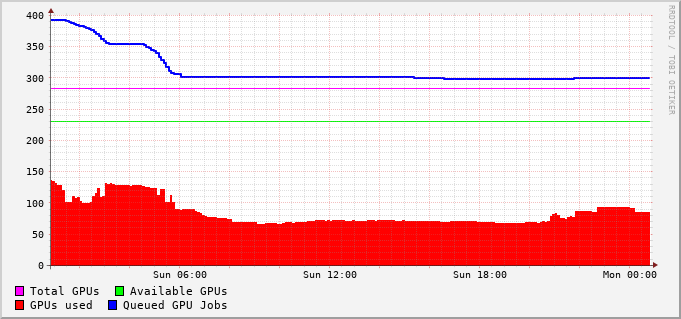 400
350
300
250
200
150
100
50
0
Sun 06:00 Sun 12:00 Sun 18:00 Mon 00:00
Total GPUs Available GPUs
GPUs used Queued GPU Jobs
RRDTOOL / TOBI OETIKER